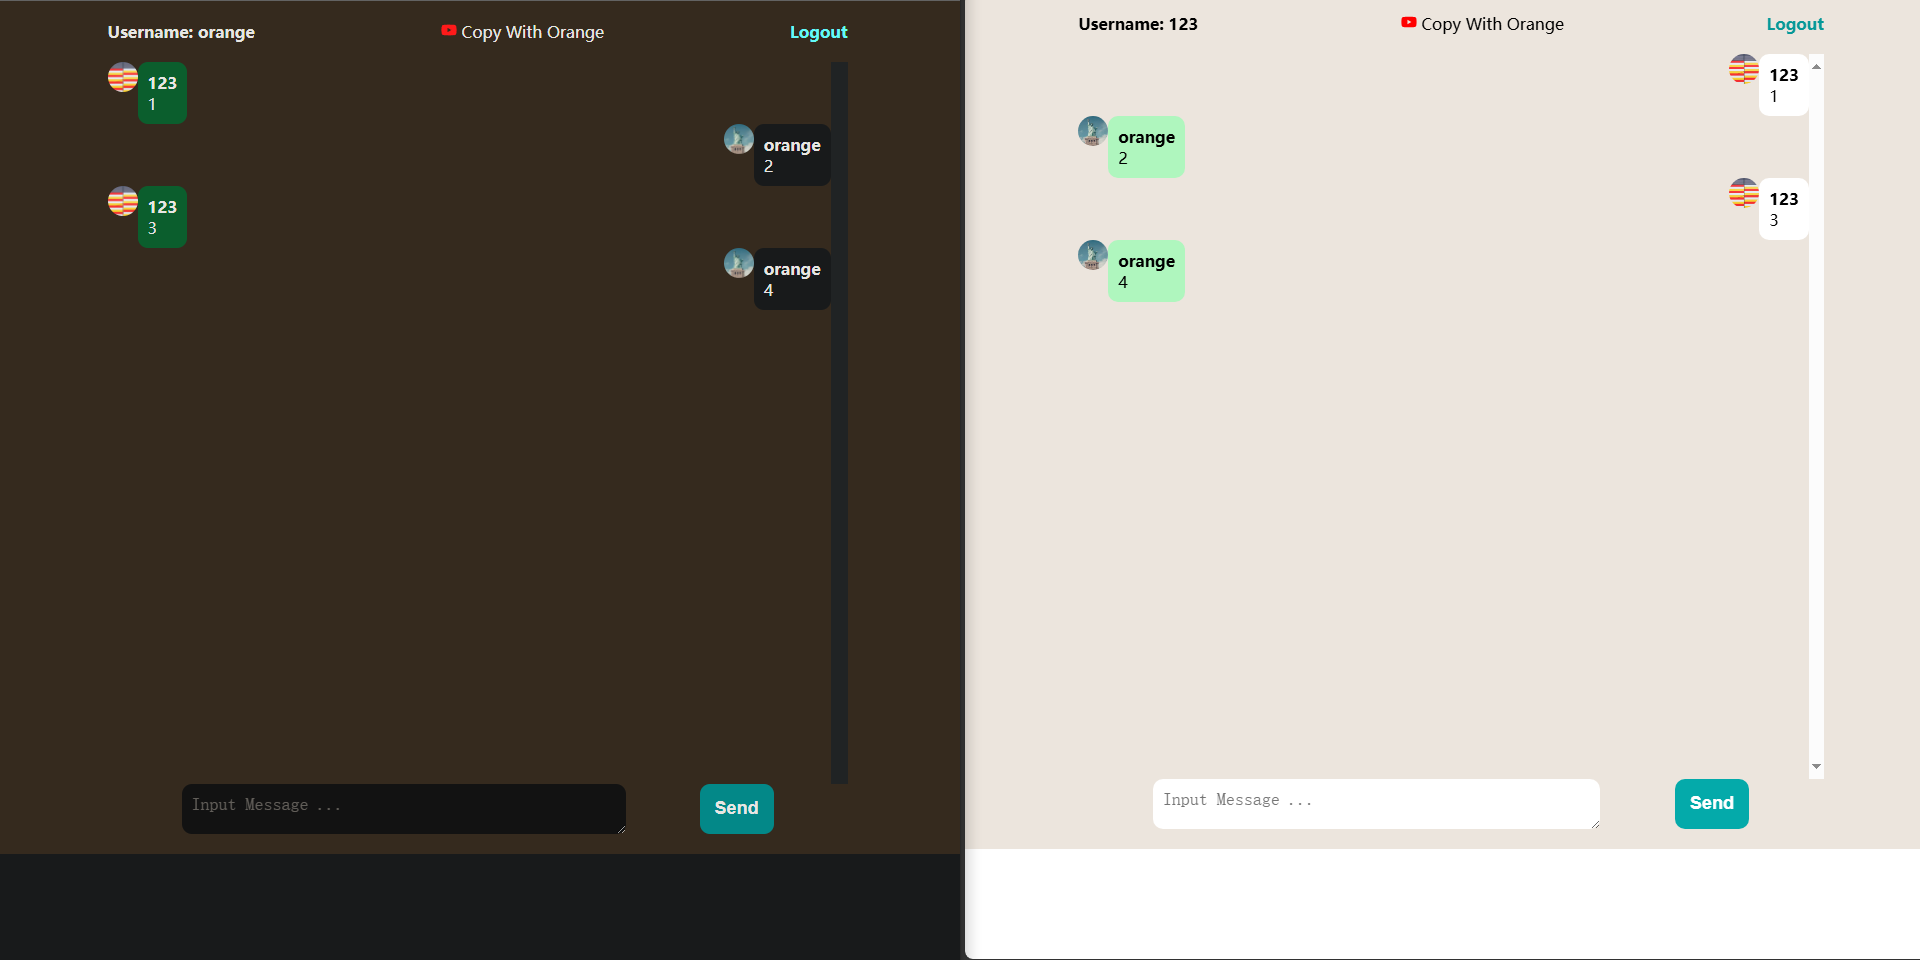 Username: orange
Copy With Orange
Logout
123
1
orange
2
123
3
orange
4
Input Message ...
Send
Username: 123
Copy With Orange
Logout
123
1
orange
2
123
3
orange
4
Input Message ...
Send